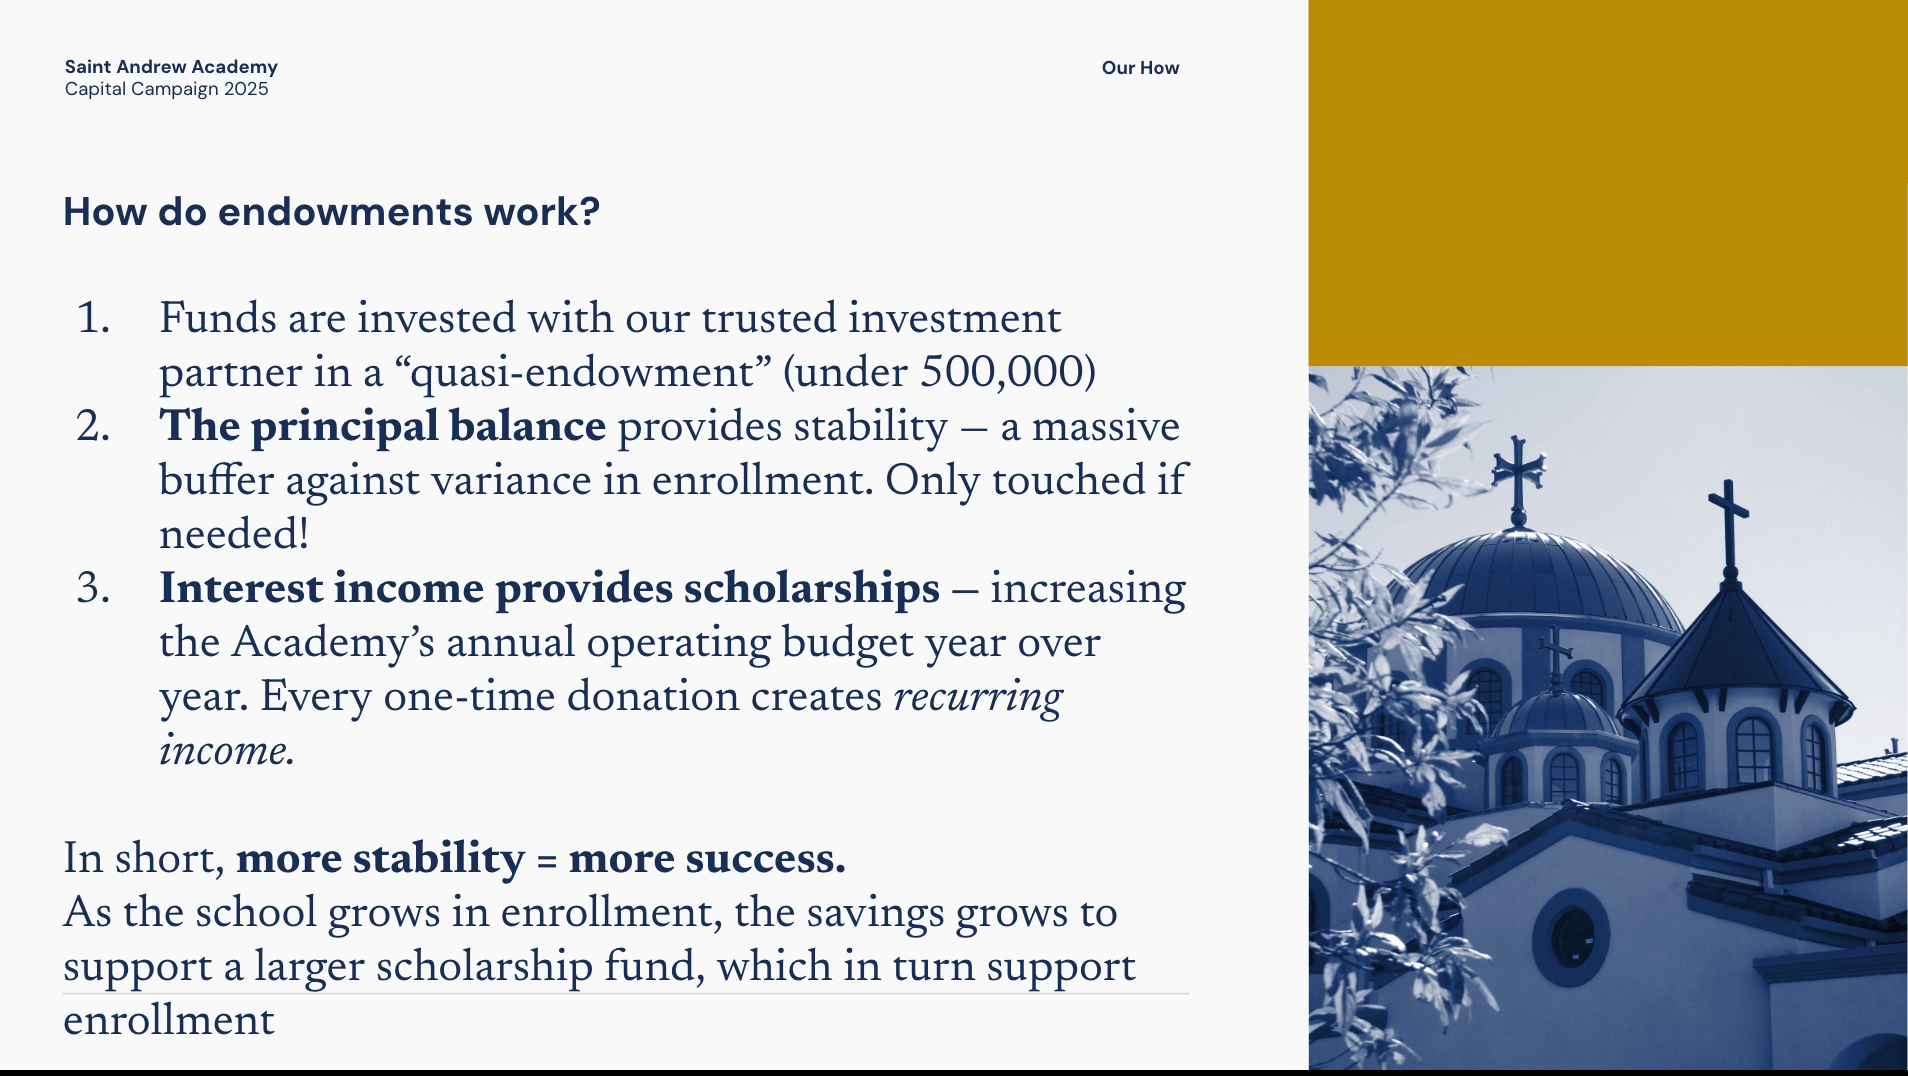 Saint Andrew Academy
Capital Campaign 2025
Our How
How do endowments work?
1. Funds are invested with our trusted investment
partner in a “quasi-endowment” (under 500,000)
2. The principal balance provides stability – a massive
buffer against variance in enrollment. Only touched if
needed!
3. Interest income provides scholarships – increasing
the Academy’s annual operating budget year over
year. Every one-time donation creates recurring
income.
In short, more stability = more success.
As the school grows in enrollment, the savings grows to
support a larger scholarship fund, which in turn support
enrollment